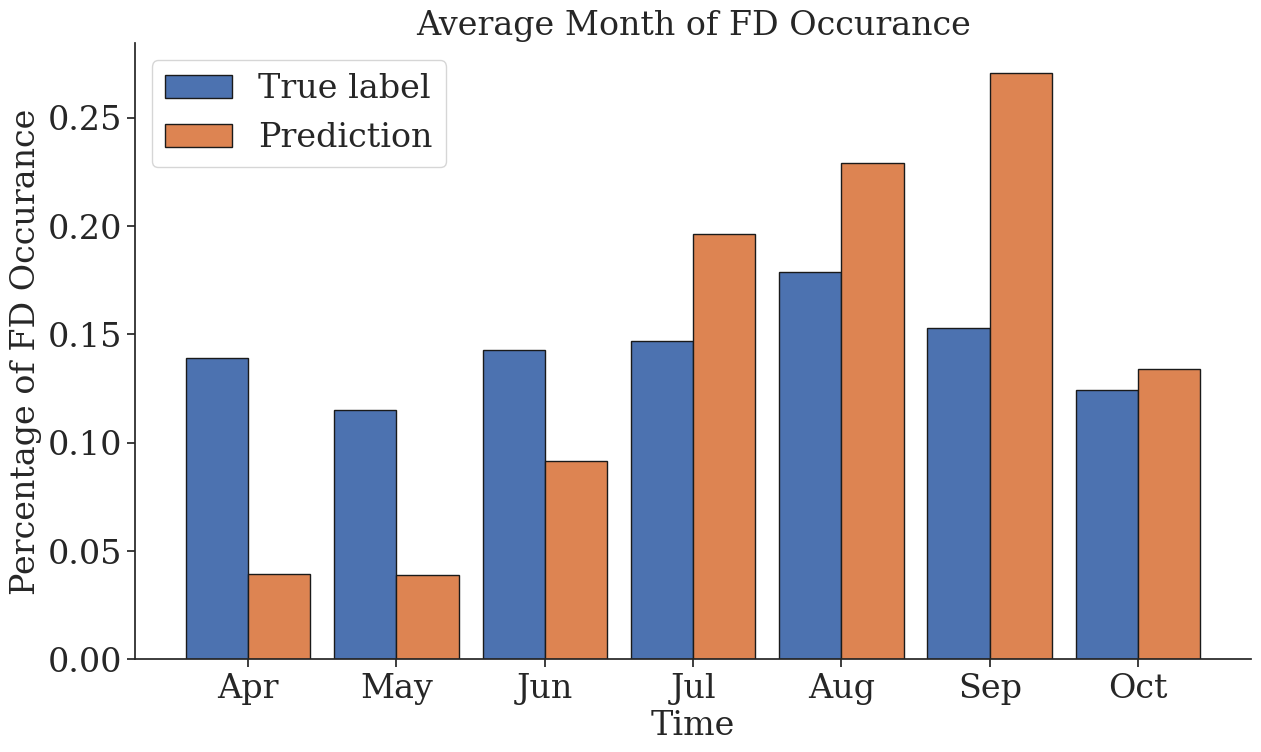 Average Month of FD Occurance
True label
Prediction
Percentage of FD Occurance
0.25
0.20
0.15
0.10
0.05
0.00
Apr May Jun Jul Aug Sep Oct
Time